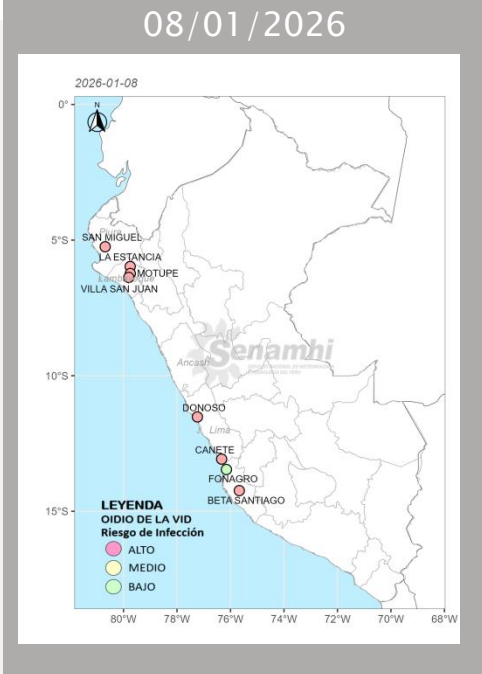 08/01/2026
2026-01-08
N
0°
5°S
10°S
15°S
Piura
SAN MIGUEL
LA ESTANCIA
MOTUPE
VILLA SAN JUAN
Senamhi
Ancash
DONOSO
Lima
CANETE
FONAGRO
BETA SANTIAGO
LEYENDA
OIDIO DE LA VID
Riesgo de Infección
ALTO
MEDIO
BAJO
80°W 78°W 76°W 74°W 72°W 70°W 68°W